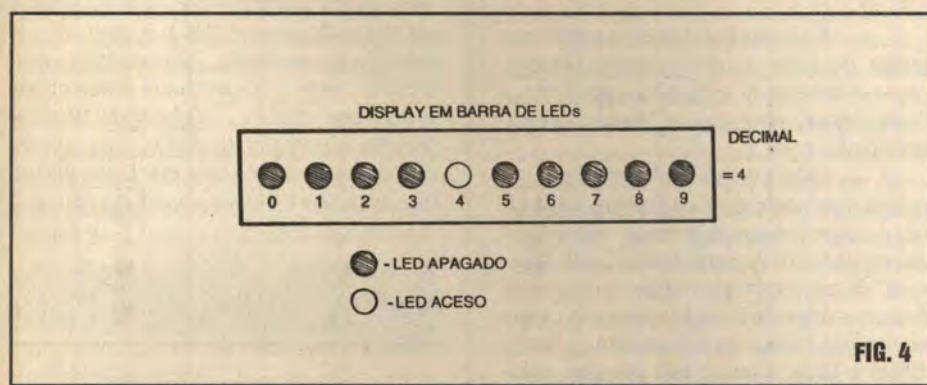 DISPLAY EM BARRA DE LEDs
DECIMAL
= 4
0 1 2 3 4 5 6 7 8 9
- LED APAGADO
- LED ACESO
FIG. 4